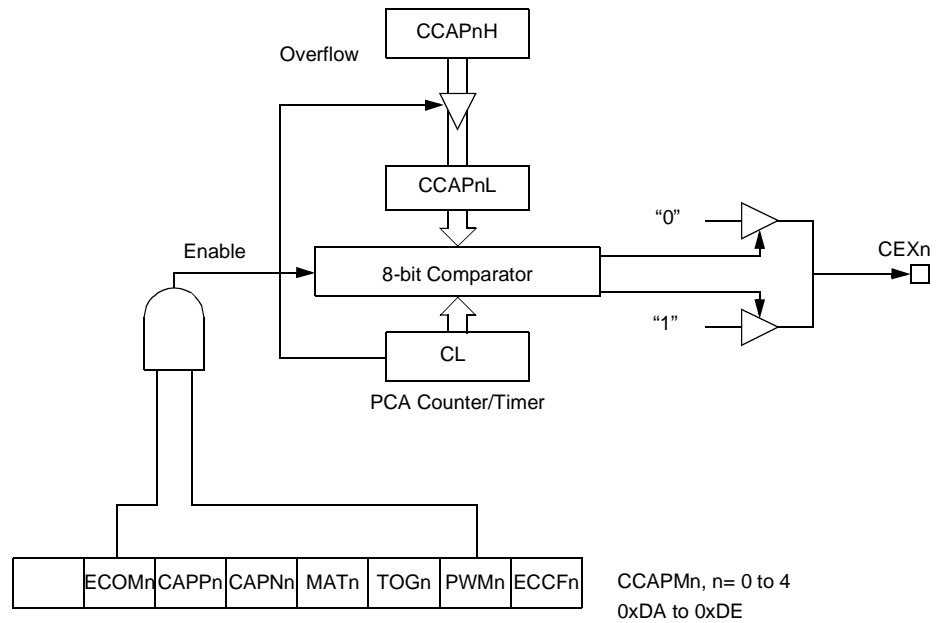 CCAPnH
Overflow
CCAPnL
“0”
Enable
CEXn
8-bit Comparator
“1”
CL
PCA Counter/Timer
ECOMn CAPPn CAPNn MATn TOGn PWMn ECCFn
CCAPMn, n= 0 to 4
0xDA to 0xDE